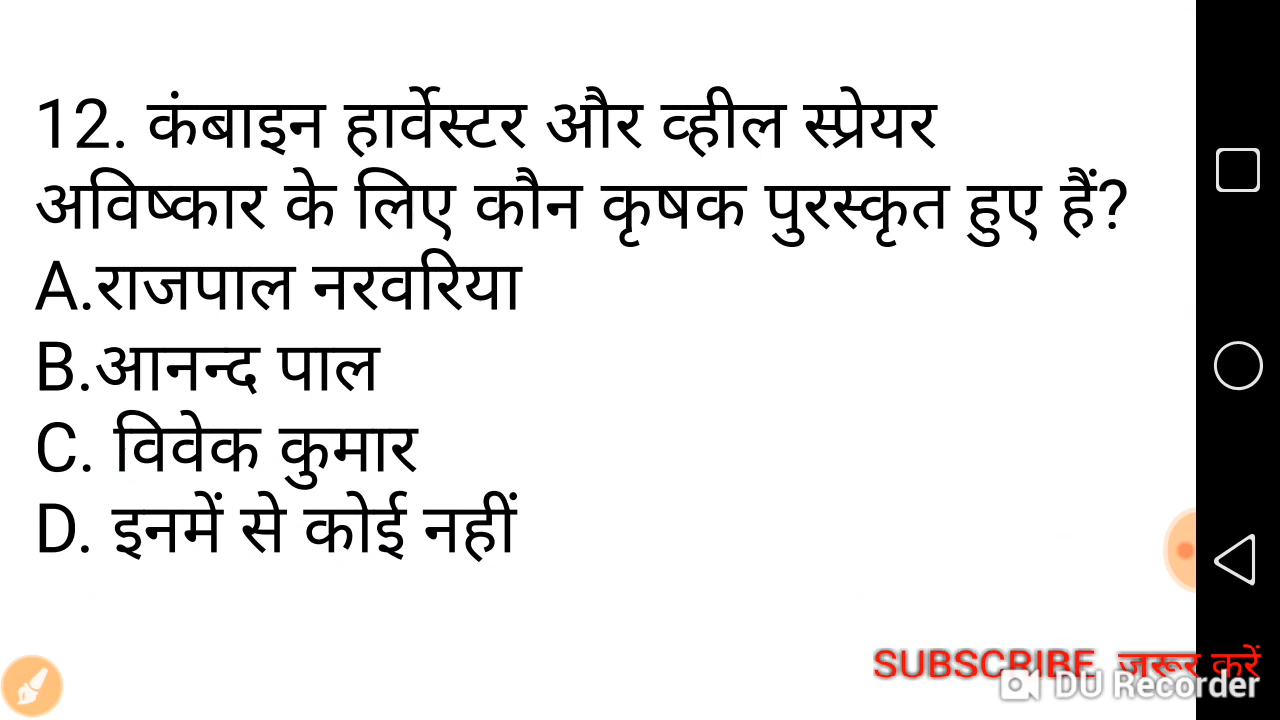 12. कंबाइन हार्वेस्टर और व्हील स्प्रेयर
अविष्कार के लिए कौन कृषक पुरस्कृत हुए हैं?
A.राजपाल नरवरिया
B.आनन्द पाल
C. विवेक कुमार
D. इनमें से कोई नहीं
SUBSCRIBE जरूर करें
DU Recorder